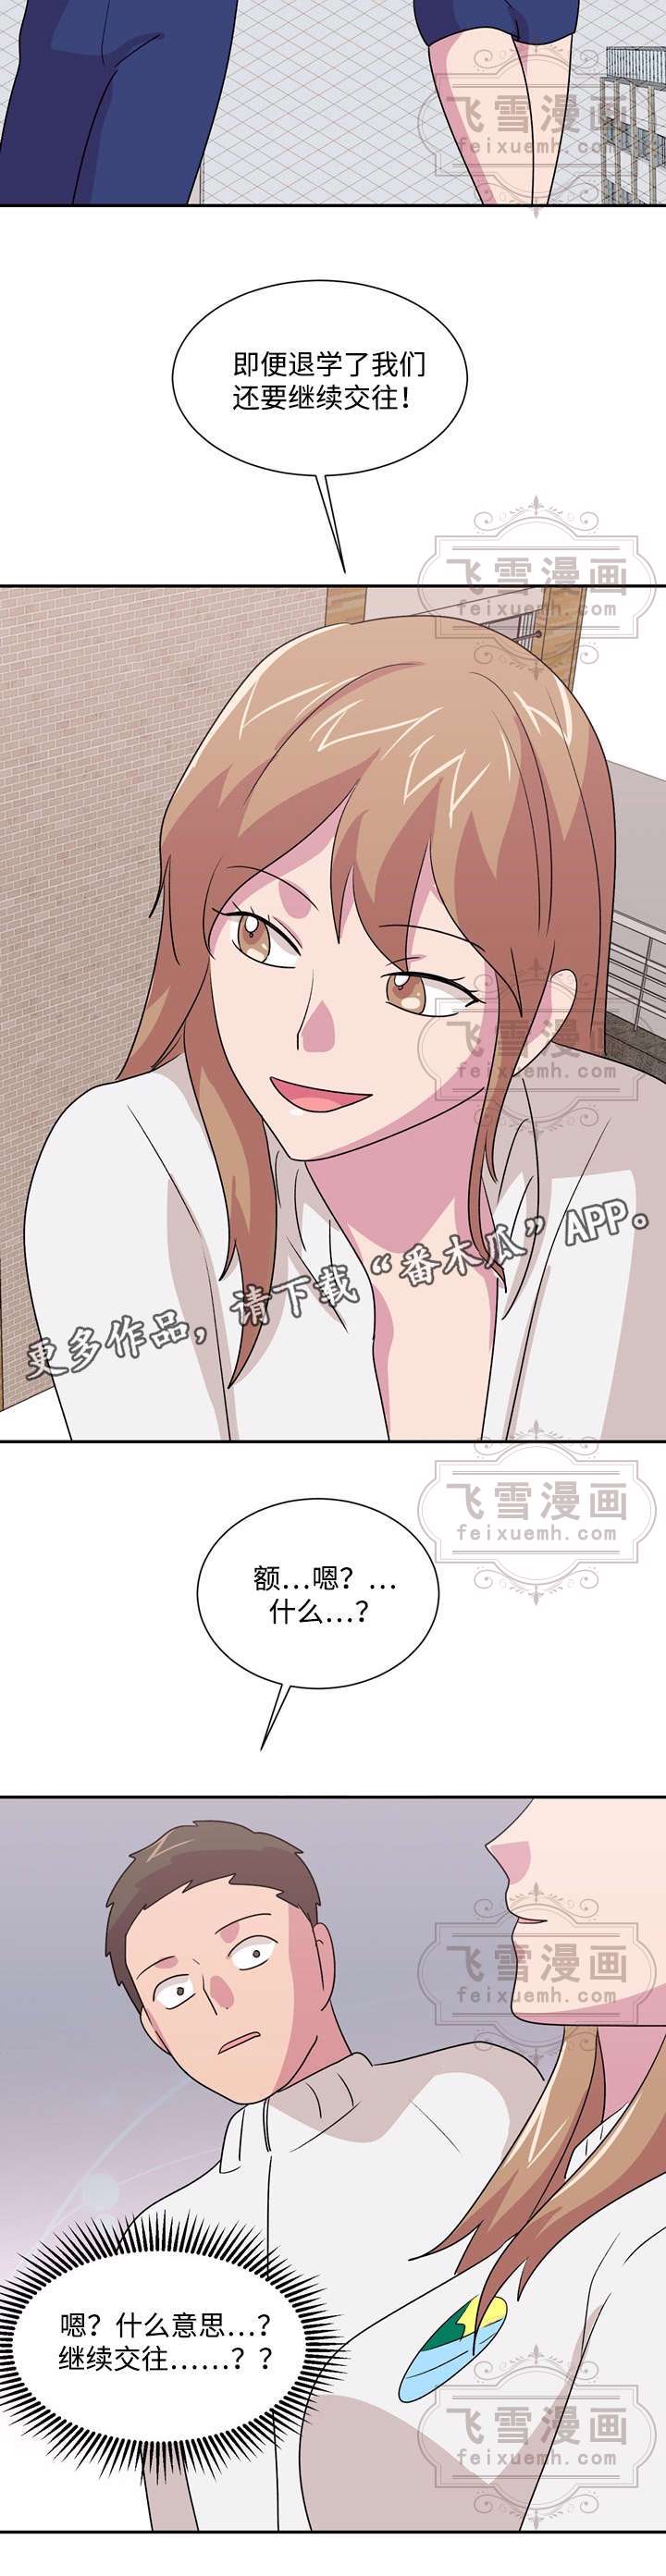 飞雪漫画
feixuemh.com
即便退学了我们
还要继续交往！
飞雪漫画
feixuemh.com
飞雪漫画
feixuemh.com
更多作品，请下载“番木瓜”APP。
飞雪漫画
feixuemh.com
额...嗯？...
什么...？
飞雪漫画
feixuemh.com
嗯？什么意思...？
继续交往......？？
飞雪漫画
feixuemh.com